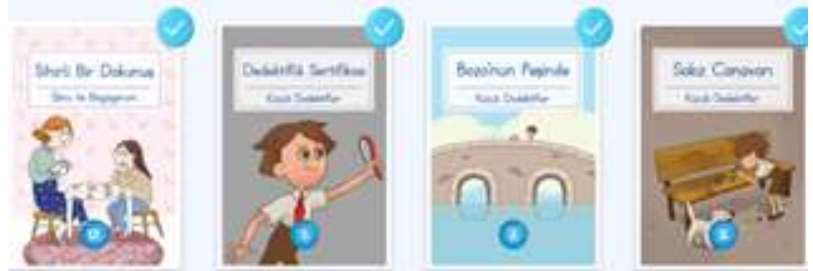 Sihirli Bir Dokunuş
Dedektiflik Sertifikası
Küçük Dedektifler
Bozo'nun Peşinde
Küçük Dedektifler
Sakız Canavarı
Küçük Dedektifler